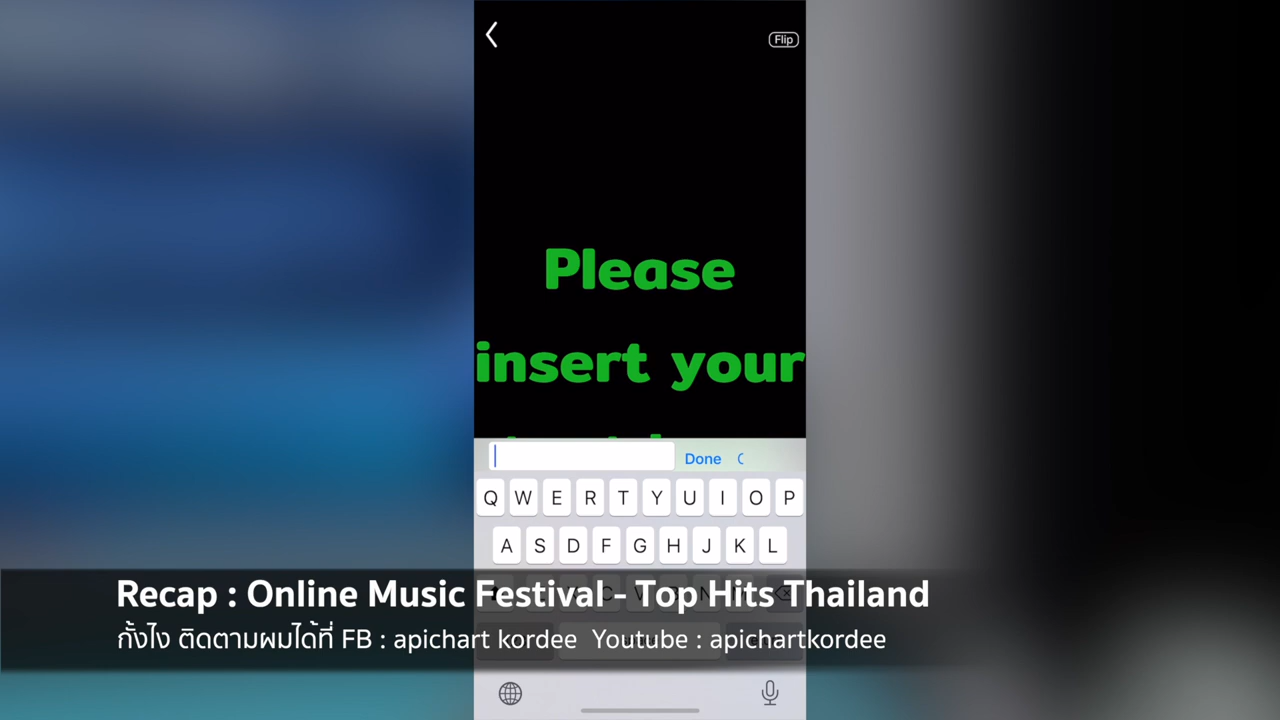 Flip
Please
insert your
Done
Q W E R T Y U I O P
A S D F G H J K L
Recap : Online Music Festival - Top Hits Thailand
กั้งไง ติดตามผมได้ที่ FB : apichart kordee Youtube : apichartkordee